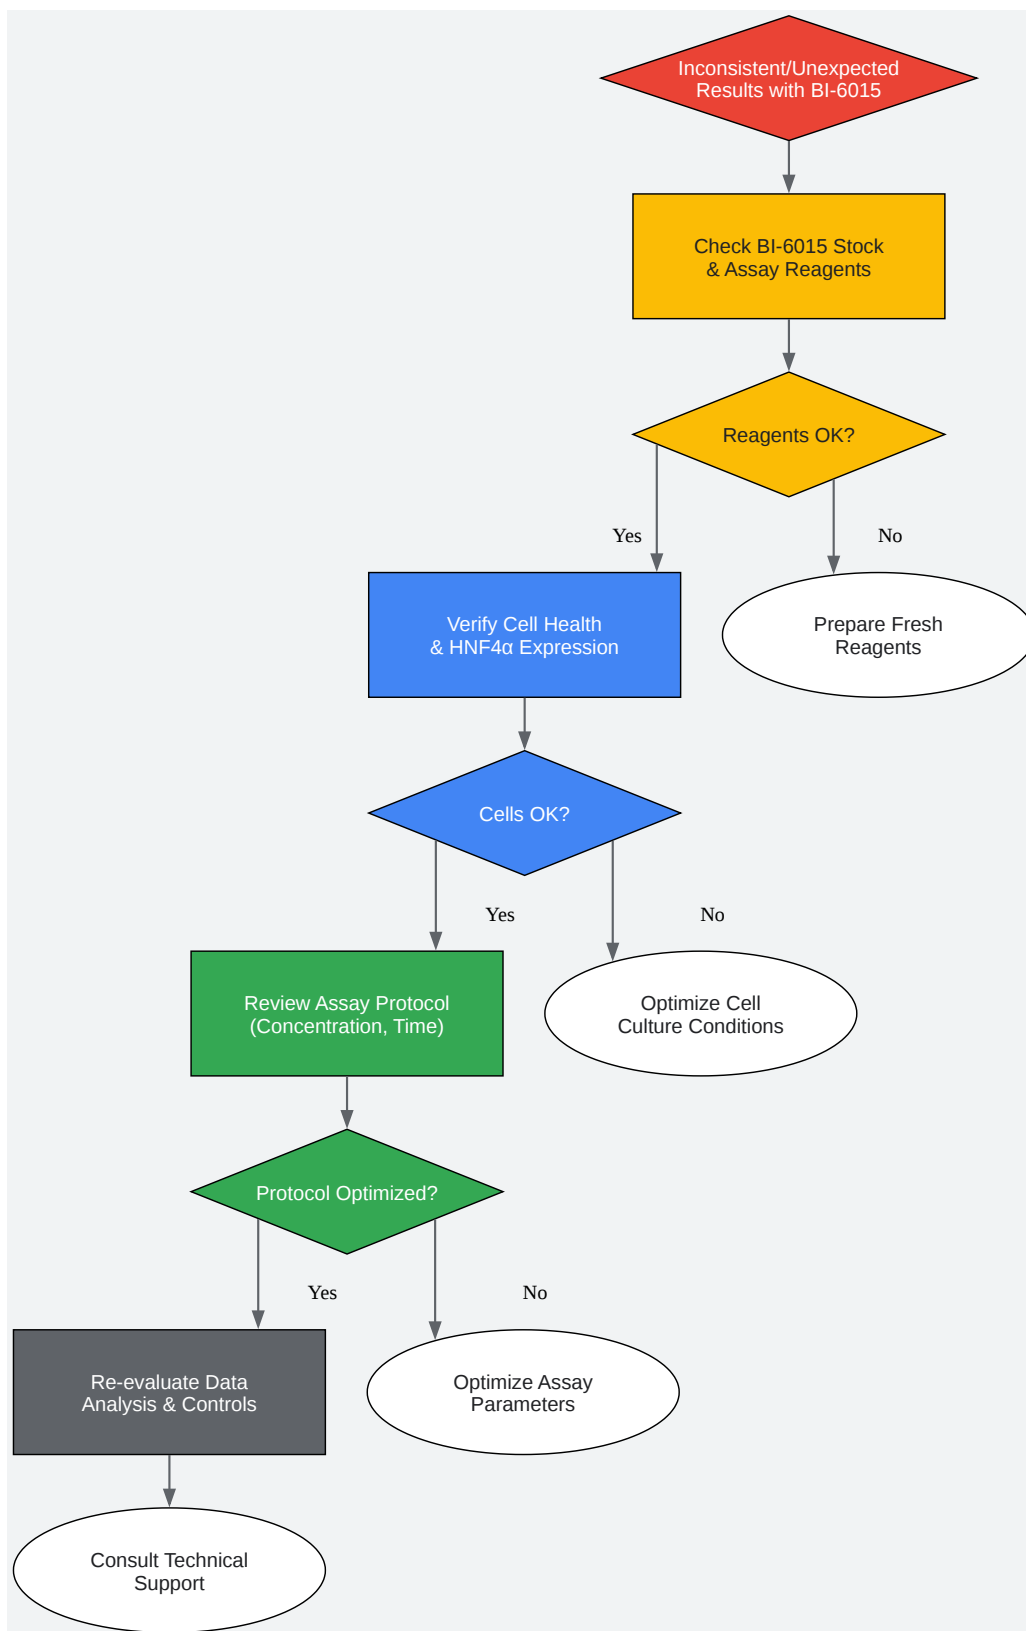 Inconsistent/Unexpected
Results with BI-6015
Check BI-6015 Stock
& Assay Reagents
Reagents OK?
Yes
No
Verify Cell Health
& HNF4α Expression
Prepare Fresh
Reagents
Cells OK?
Yes
No
Review Assay Protocol
(Concentration, Time)
Optimize Cell
Culture Conditions
Protocol Optimized?
Yes
No
Re-evaluate Data
Analysis & Controls
Optimize Assay
Parameters
Consult Technical
Support